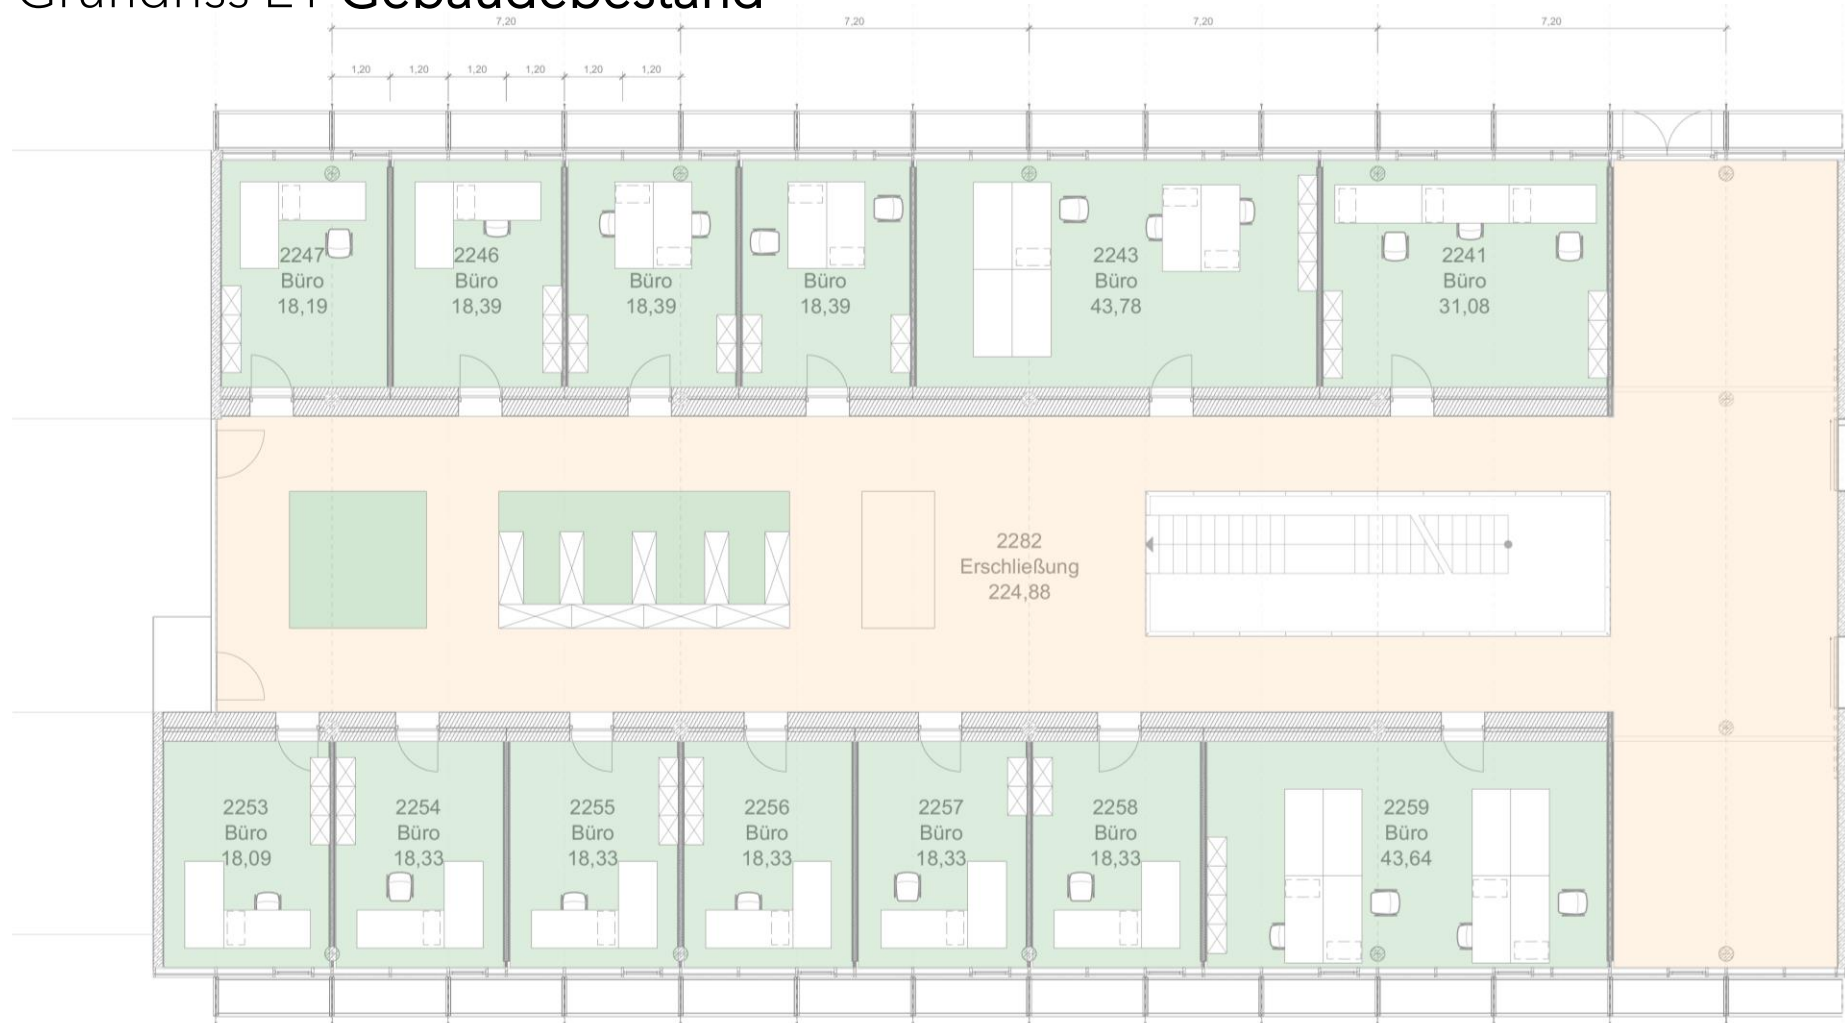 Grundriss E1 Gebäudebestand
7,20 7,20 7,20 7,20
1,20 1,20 1,20 1,20 1,20 1,20
2247
Büro
18,19
2246
Büro
18,39
Büro
18,39
Büro
18,39
2243
Büro
43,78
2241
Büro
31,08
2282
Erschließung
224,88
2253
Büro
18,09
2254
Büro
18,33
2255
Büro
18,33
2256
Büro
18,33
2257
Büro
18,33
2258
Büro
18,33
2259
Büro
43,64